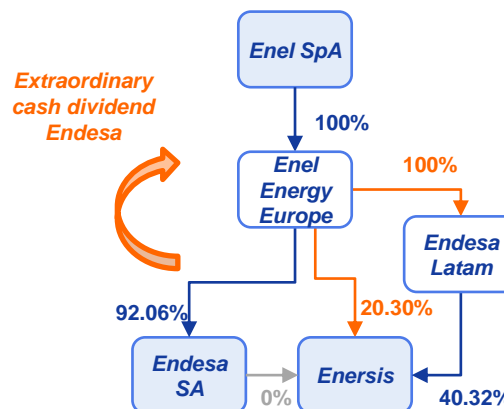 Enel SpA
Extraordinary
cash dividend
Endesa
100%
Enel
Energy
Europe
100%
Endesa
Latam
92.06%
20.30%
Endesa
SA
0%
Enersis
40.32%